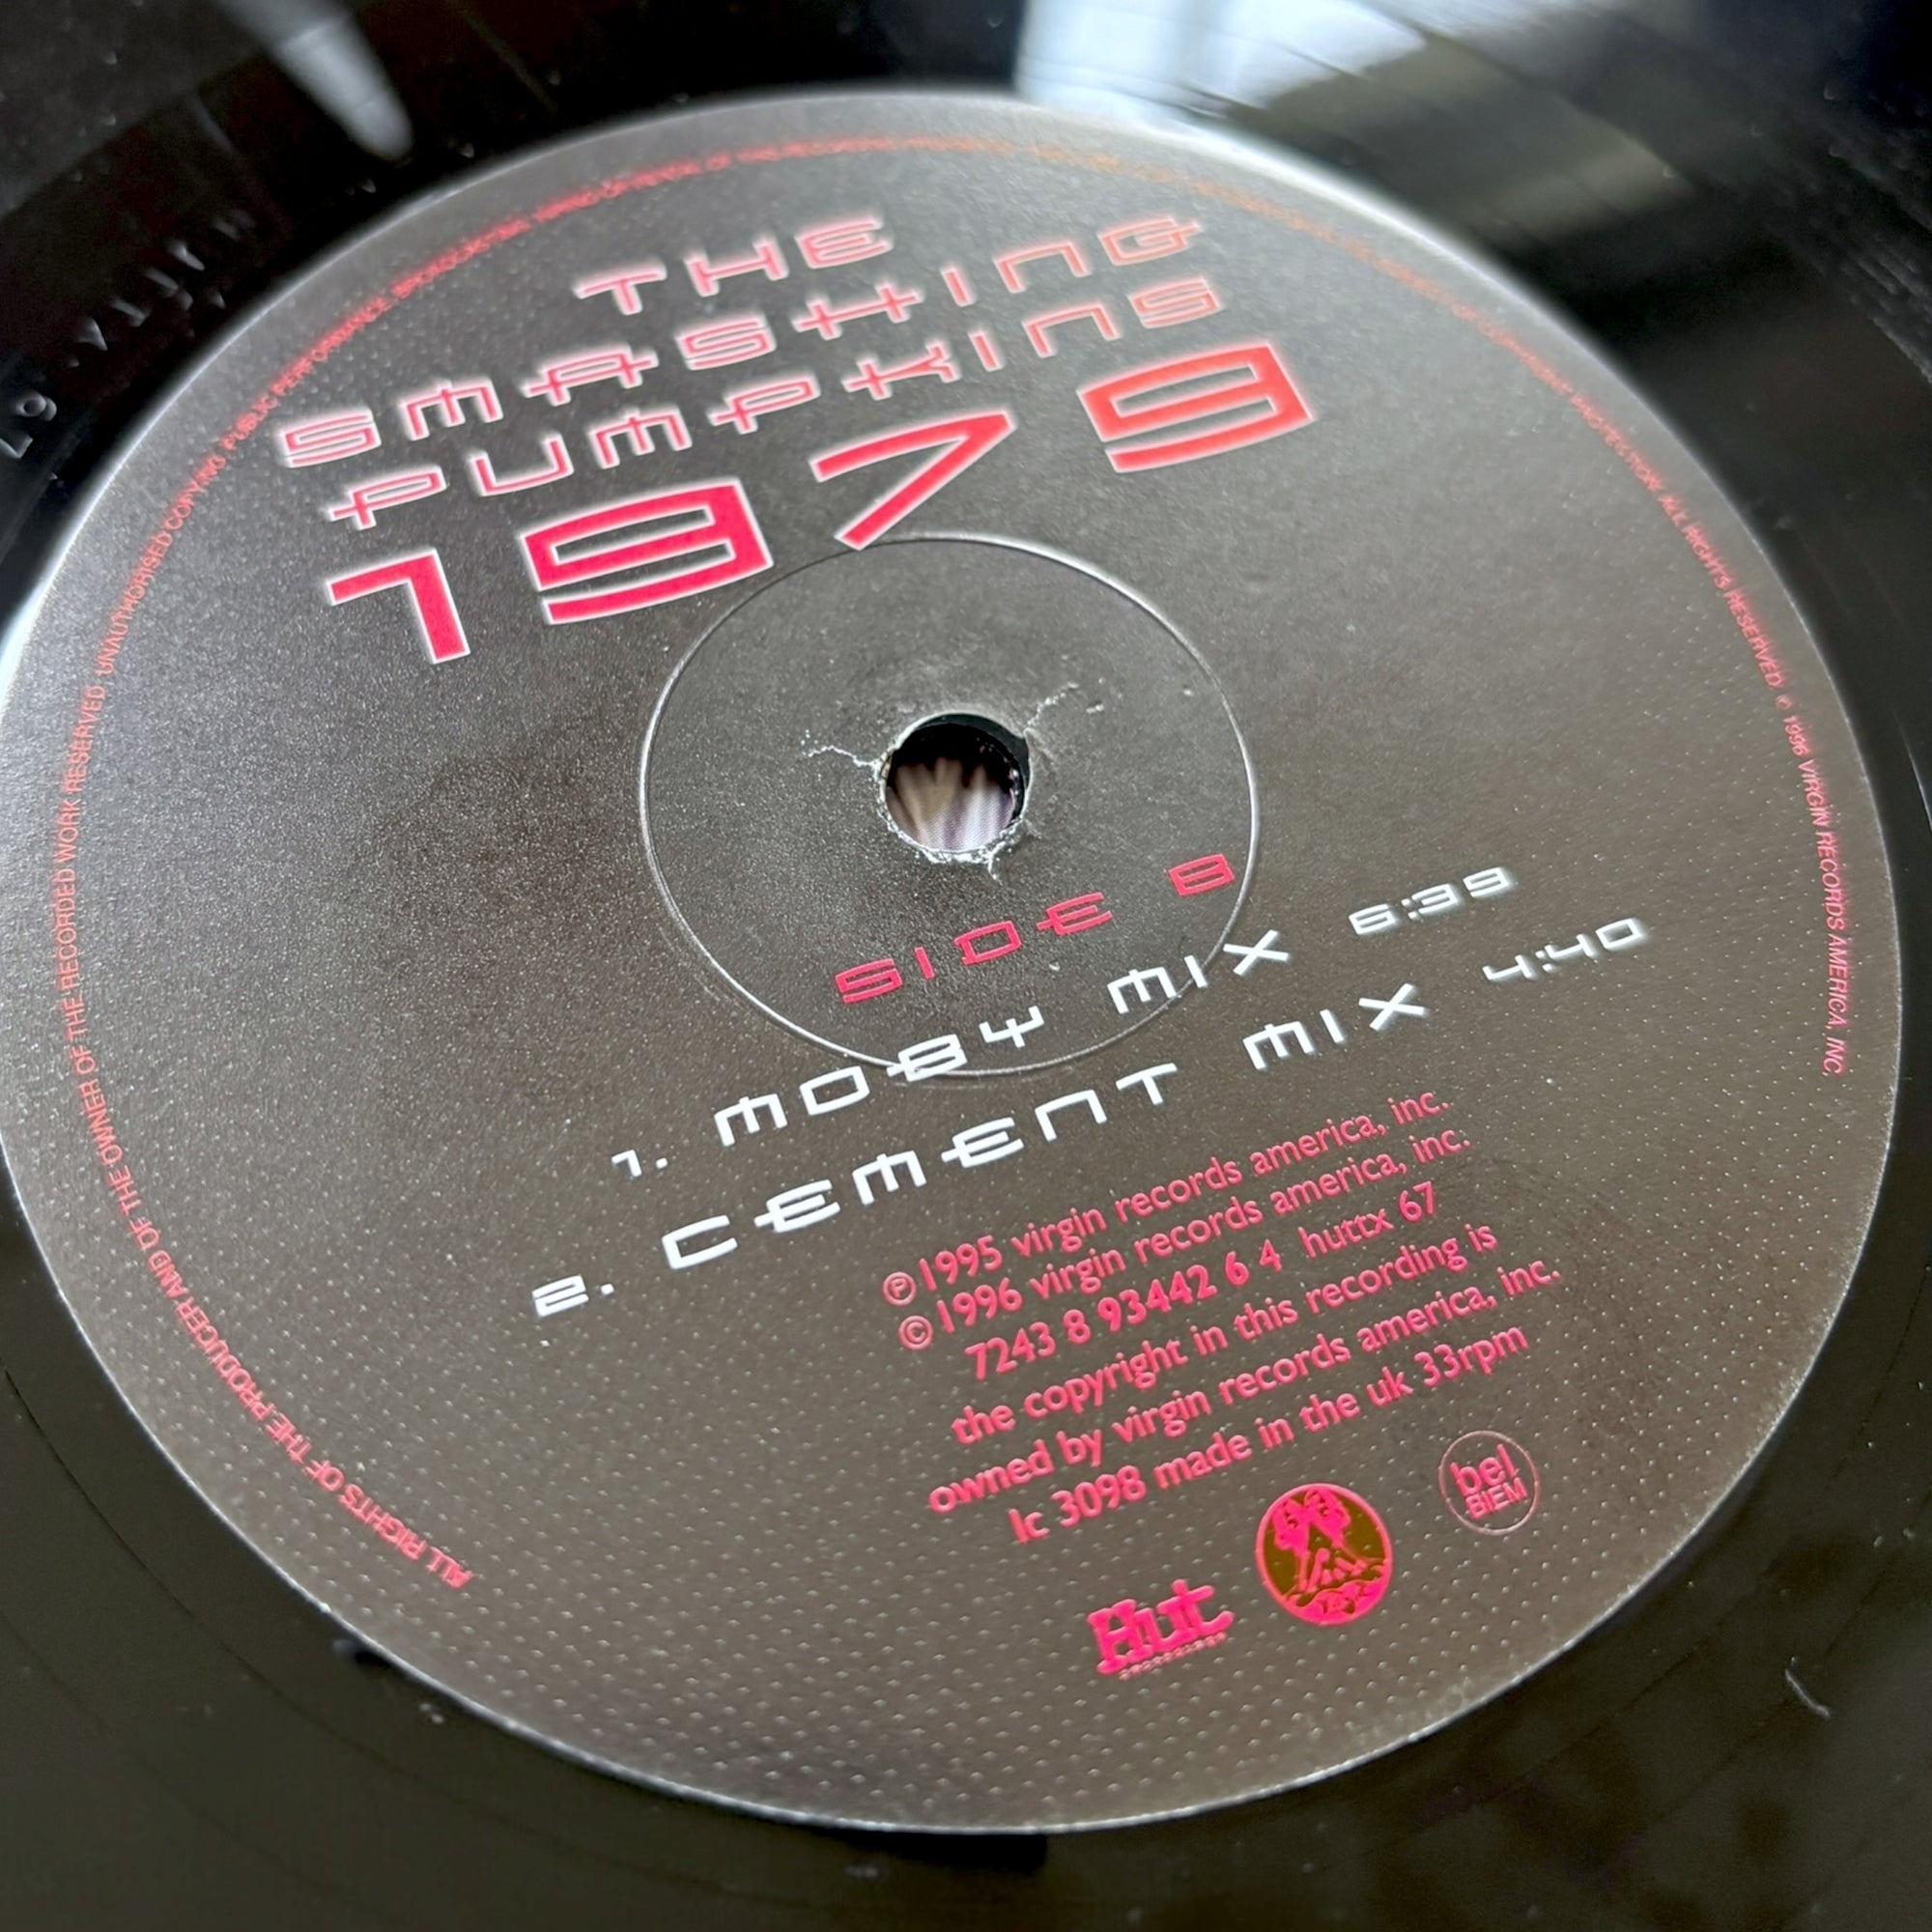 THE
SMASHING
PUMPKINS
1979
SIDE B
1. MOBY MIX 6:39
2. CEMENT MIX 4:40
℗1995 virgin records america, inc.
©1996 virgin records america, inc.
7243 8 93442 6 4 huttx 67
the copyright in this recording is
owned by virgin records america, inc.
lc 3098 made in the uk 33rpm
Hut
bel
BIEM
ALL RIGHTS OF THE PRODUCER AND OF THE OWNER OF THE RECORDED WORK RESERVED. UNAUTHORISED COPYING, PUBLIC PERFORMANCE, ALL RIGHTS RESERVED. © 1996 VIRGIN RECORDS AMERICA, INC.